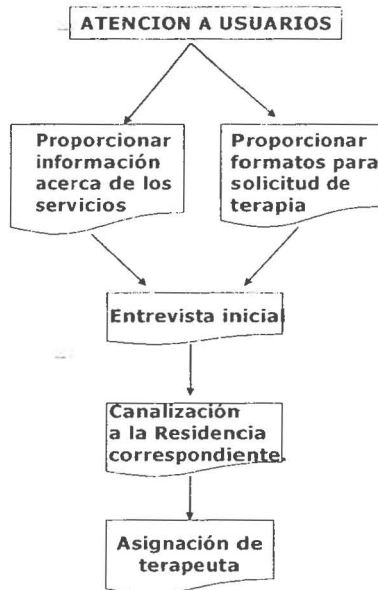 ATENCION A USUARIOS
Proporcionar
información
acerca de los
servicios
Proporcionar
formatos para
solicitud de
terapia
Entrevista inicial
Canalización
a la Residencia
correspondiente.
Asignación de
terapeuta